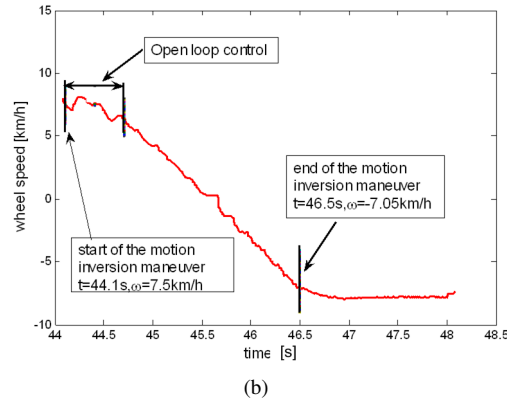 15
10
5
0
-5
-10
wheel speed [km/h]
Open loop control
start of the motion
inversion maneuver
t=44.1s,ω=7.5km/h
end of the motion
inversion maneuver
t=46.5s,ω=-7.05km/h
44 44.5 45 45.5 46 46.5 47 47.5 48 48.5
time [s]
(b)